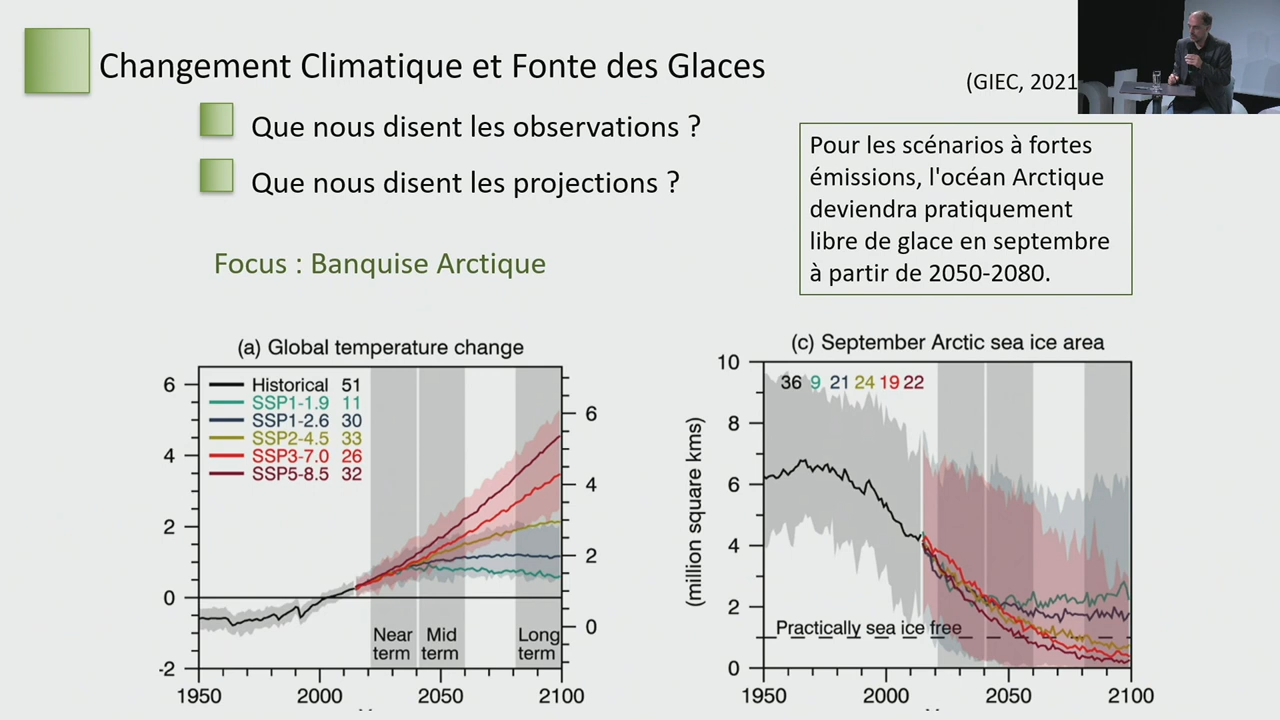 Changement Climatique et Fonte des Glaces
(GIEC, 2021
Que nous disent les observations ?
Que nous disent les projections ?
Pour les scénarios à fortes
émissions, l'océan Arctique
deviendra pratiquement
libre de glace en septembre
à partir de 2050-2080.
Focus : Banquise Arctique
(a) Global temperature change
Historical 51
SSP1-1.9 11
SSP1-2.6 30
SSP2-4.5 33
SSP3-7.0 26
SSP5-8.5 32
6
4
2
0
-2
6
4
2
0
Near term
Mid term
Long term
1950 2000 2050 2100
(c) September Arctic sea ice area
36 9 21 24 19 22
(million square kms)
10
8
6
4
2
0
Practically sea ice free
1950 2000 2050 2100